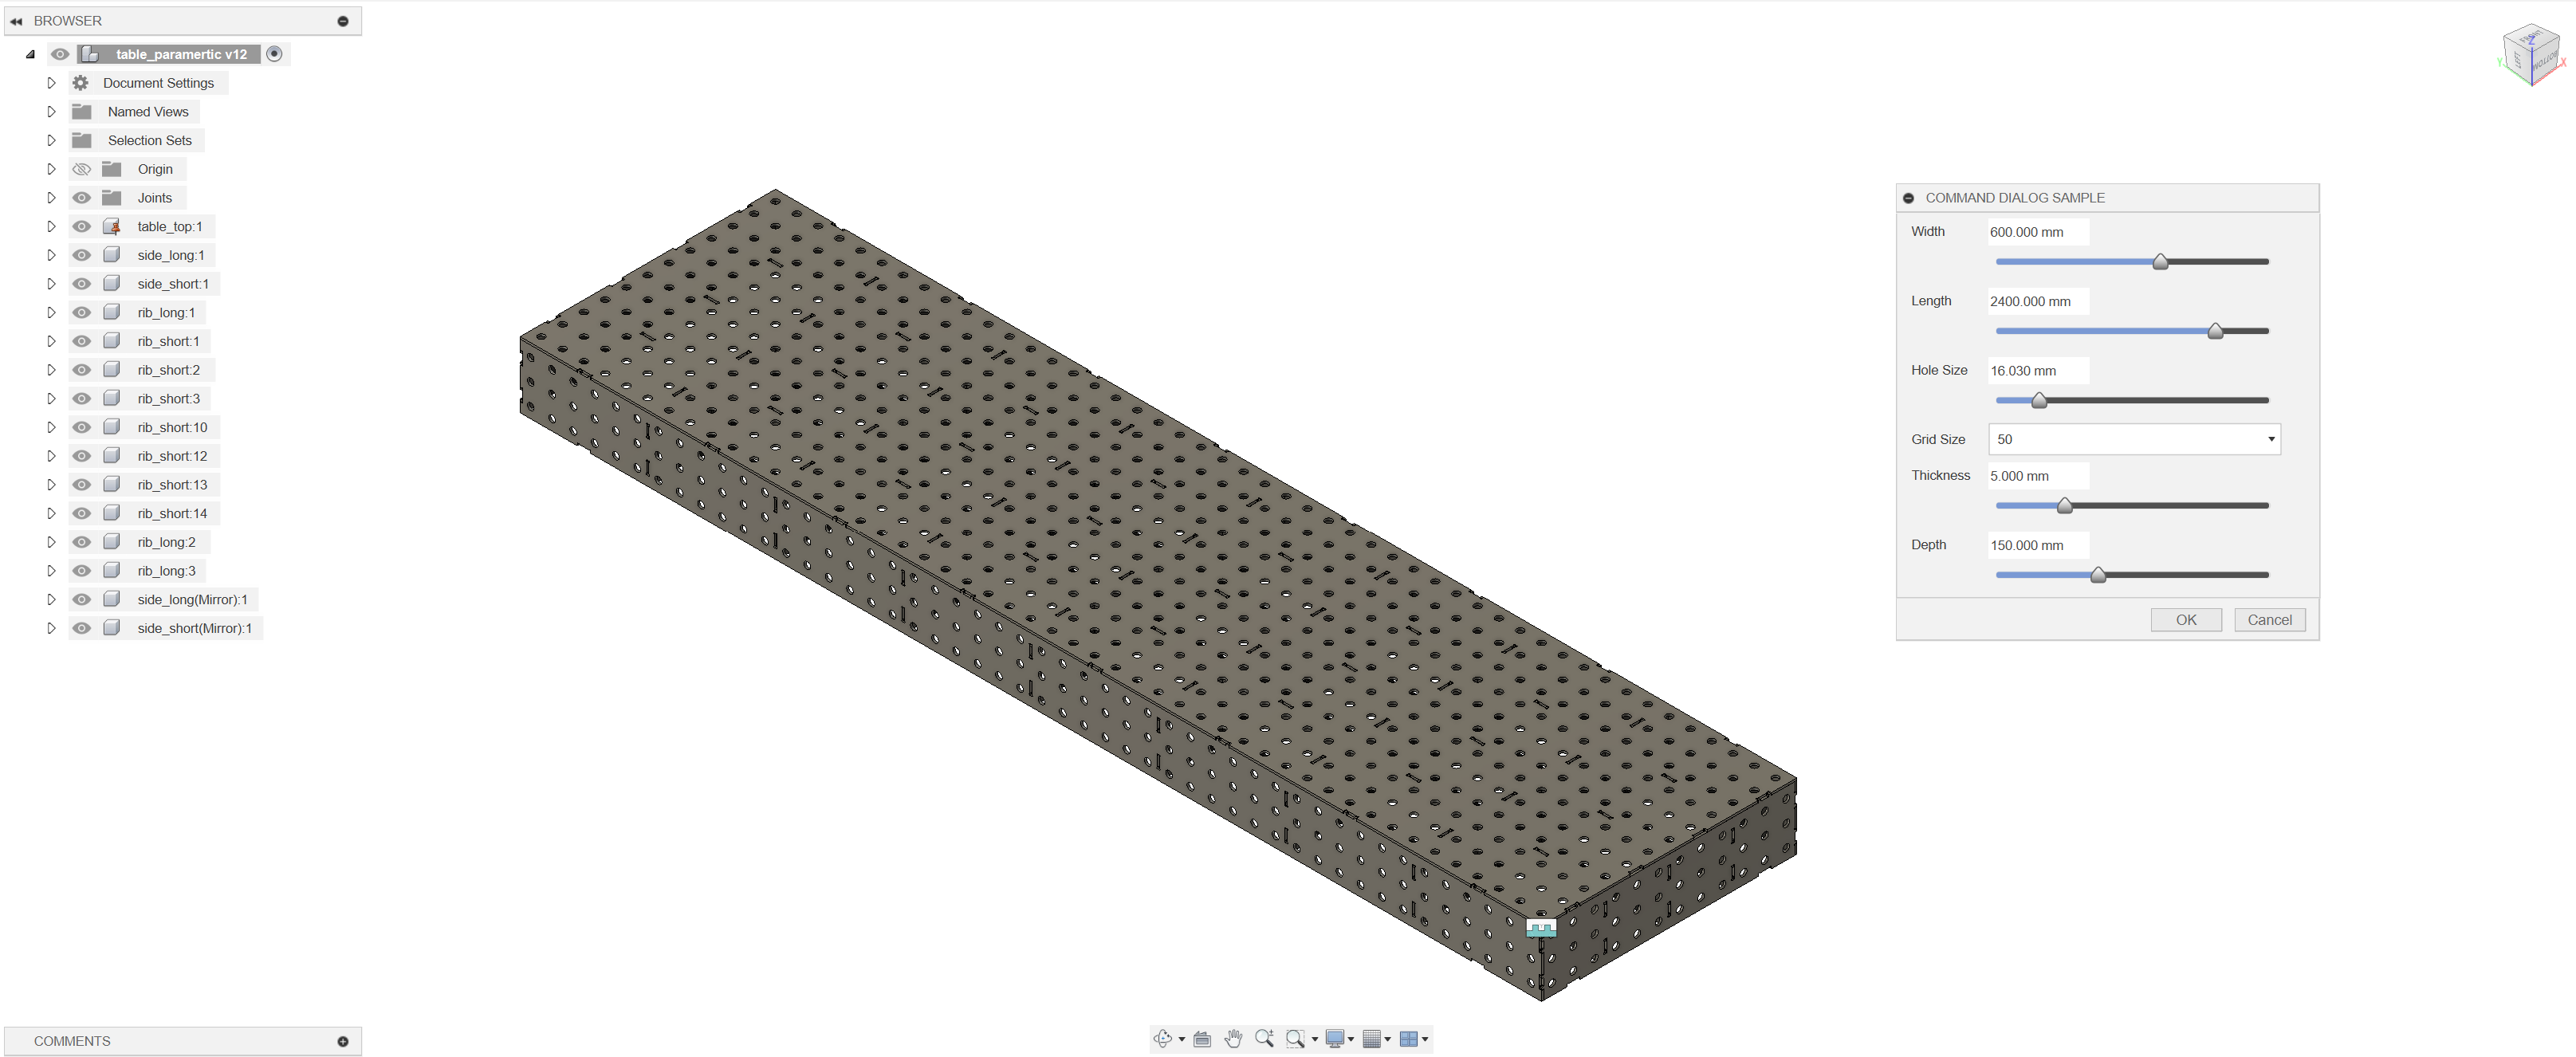 BROWSER
table_paramertic v12
Document Settings
Named Views
Selection Sets
Origin
Joints
table_top:1
side_long:1
side_short:1
rib_long:1
rib_short:1
rib_short:2
rib_short:3
rib_short:10
rib_short:12
rib_short:13
rib_short:14
rib_long:2
rib_long:3
side_long(Mirror):1
side_short(Mirror):1
COMMENTS
COMMAND DIALOG SAMPLE
Width 600.000 mm
Length 2400.000 mm
Hole Size 16.030 mm
Grid Size 50
Thickness 5.000 mm
Depth 150.000 mm
OK Cancel
FRONT
Z
LEFT BOTTOM
Y X